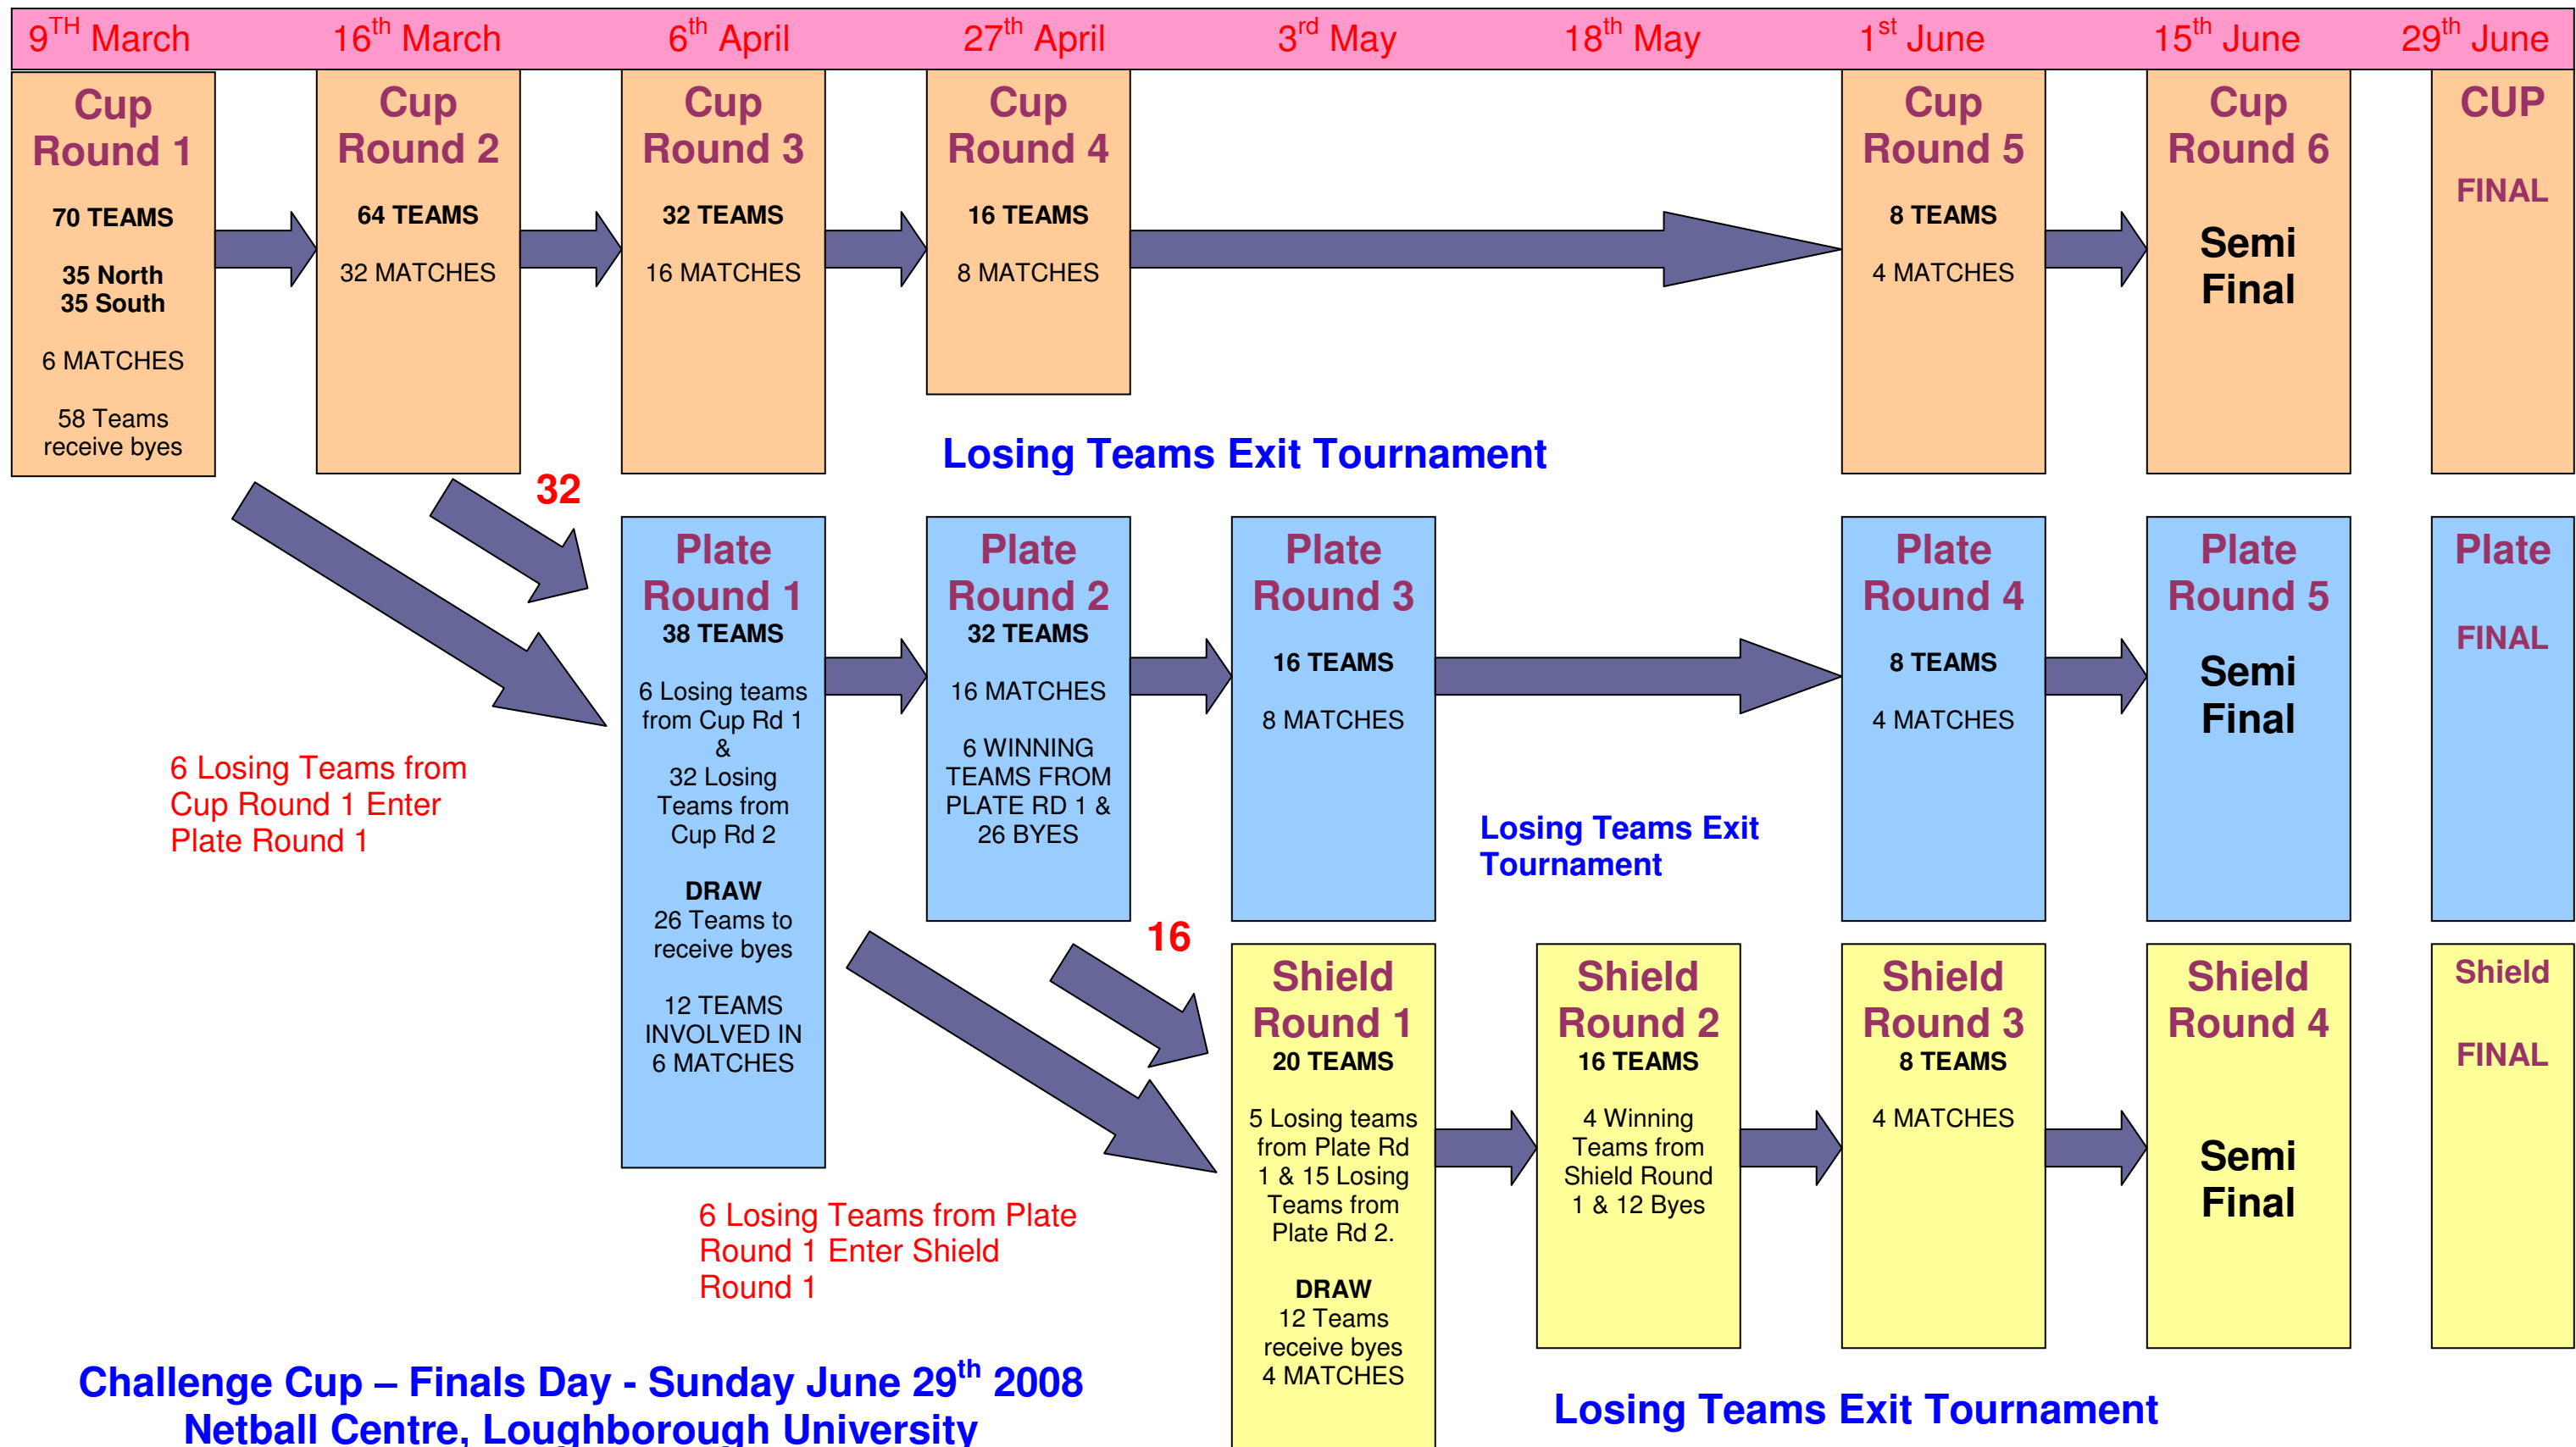 9TH March 16th March 6th April 27th April 3rd May 18th May 1st June 15th June 29th June
Cup
Round 1
70 TEAMS
35 North
35 South
6 MATCHES
58 Teams
receive byes
Cup
Round 2
64 TEAMS
32 MATCHES
Cup
Round 3
32 TEAMS
16 MATCHES
Cup
Round 4
16 TEAMS
8 MATCHES
Cup
Round 5
8 TEAMS
4 MATCHES
Cup
Round 6
Semi
Final
CUP
FINAL
Losing Teams Exit Tournament
32
6 Losing Teams from
Cup Round 1 Enter
Plate Round 1
Plate
Round 1
38 TEAMS
6 Losing teams
from Cup Rd 1
&
32 Losing
Teams from
Cup Rd 2
DRAW
26 Teams to
receive byes
12 TEAMS
INVOLVED IN
6 MATCHES
Plate
Round 2
32 TEAMS
16 MATCHES
6 WINNING
TEAMS FROM
PLATE RD 1 &
26 BYES
Plate
Round 3
16 TEAMS
8 MATCHES
Losing Teams Exit
Tournament
Plate
Round 4
8 TEAMS
4 MATCHES
Plate
Round 5
Semi
Final
Plate
FINAL
16
6 Losing Teams from Plate
Round 1 Enter Shield
Round 1
Shield
Round 1
20 TEAMS
5 Losing teams
from Plate Rd
1 & 15 Losing
Teams from
Plate Rd 2.
DRAW
12 Teams
receive byes
4 MATCHES
Shield
Round 2
16 TEAMS
4 Winning
Teams from
Shield Round
1 & 12 Byes
Shield
Round 3
8 TEAMS
4 MATCHES
Shield
Round 4
Semi
Final
Shield
FINAL
Challenge Cup – Finals Day - Sunday June 29th 2008
Netball Centre, Loughborough University
Losing Teams Exit Tournament